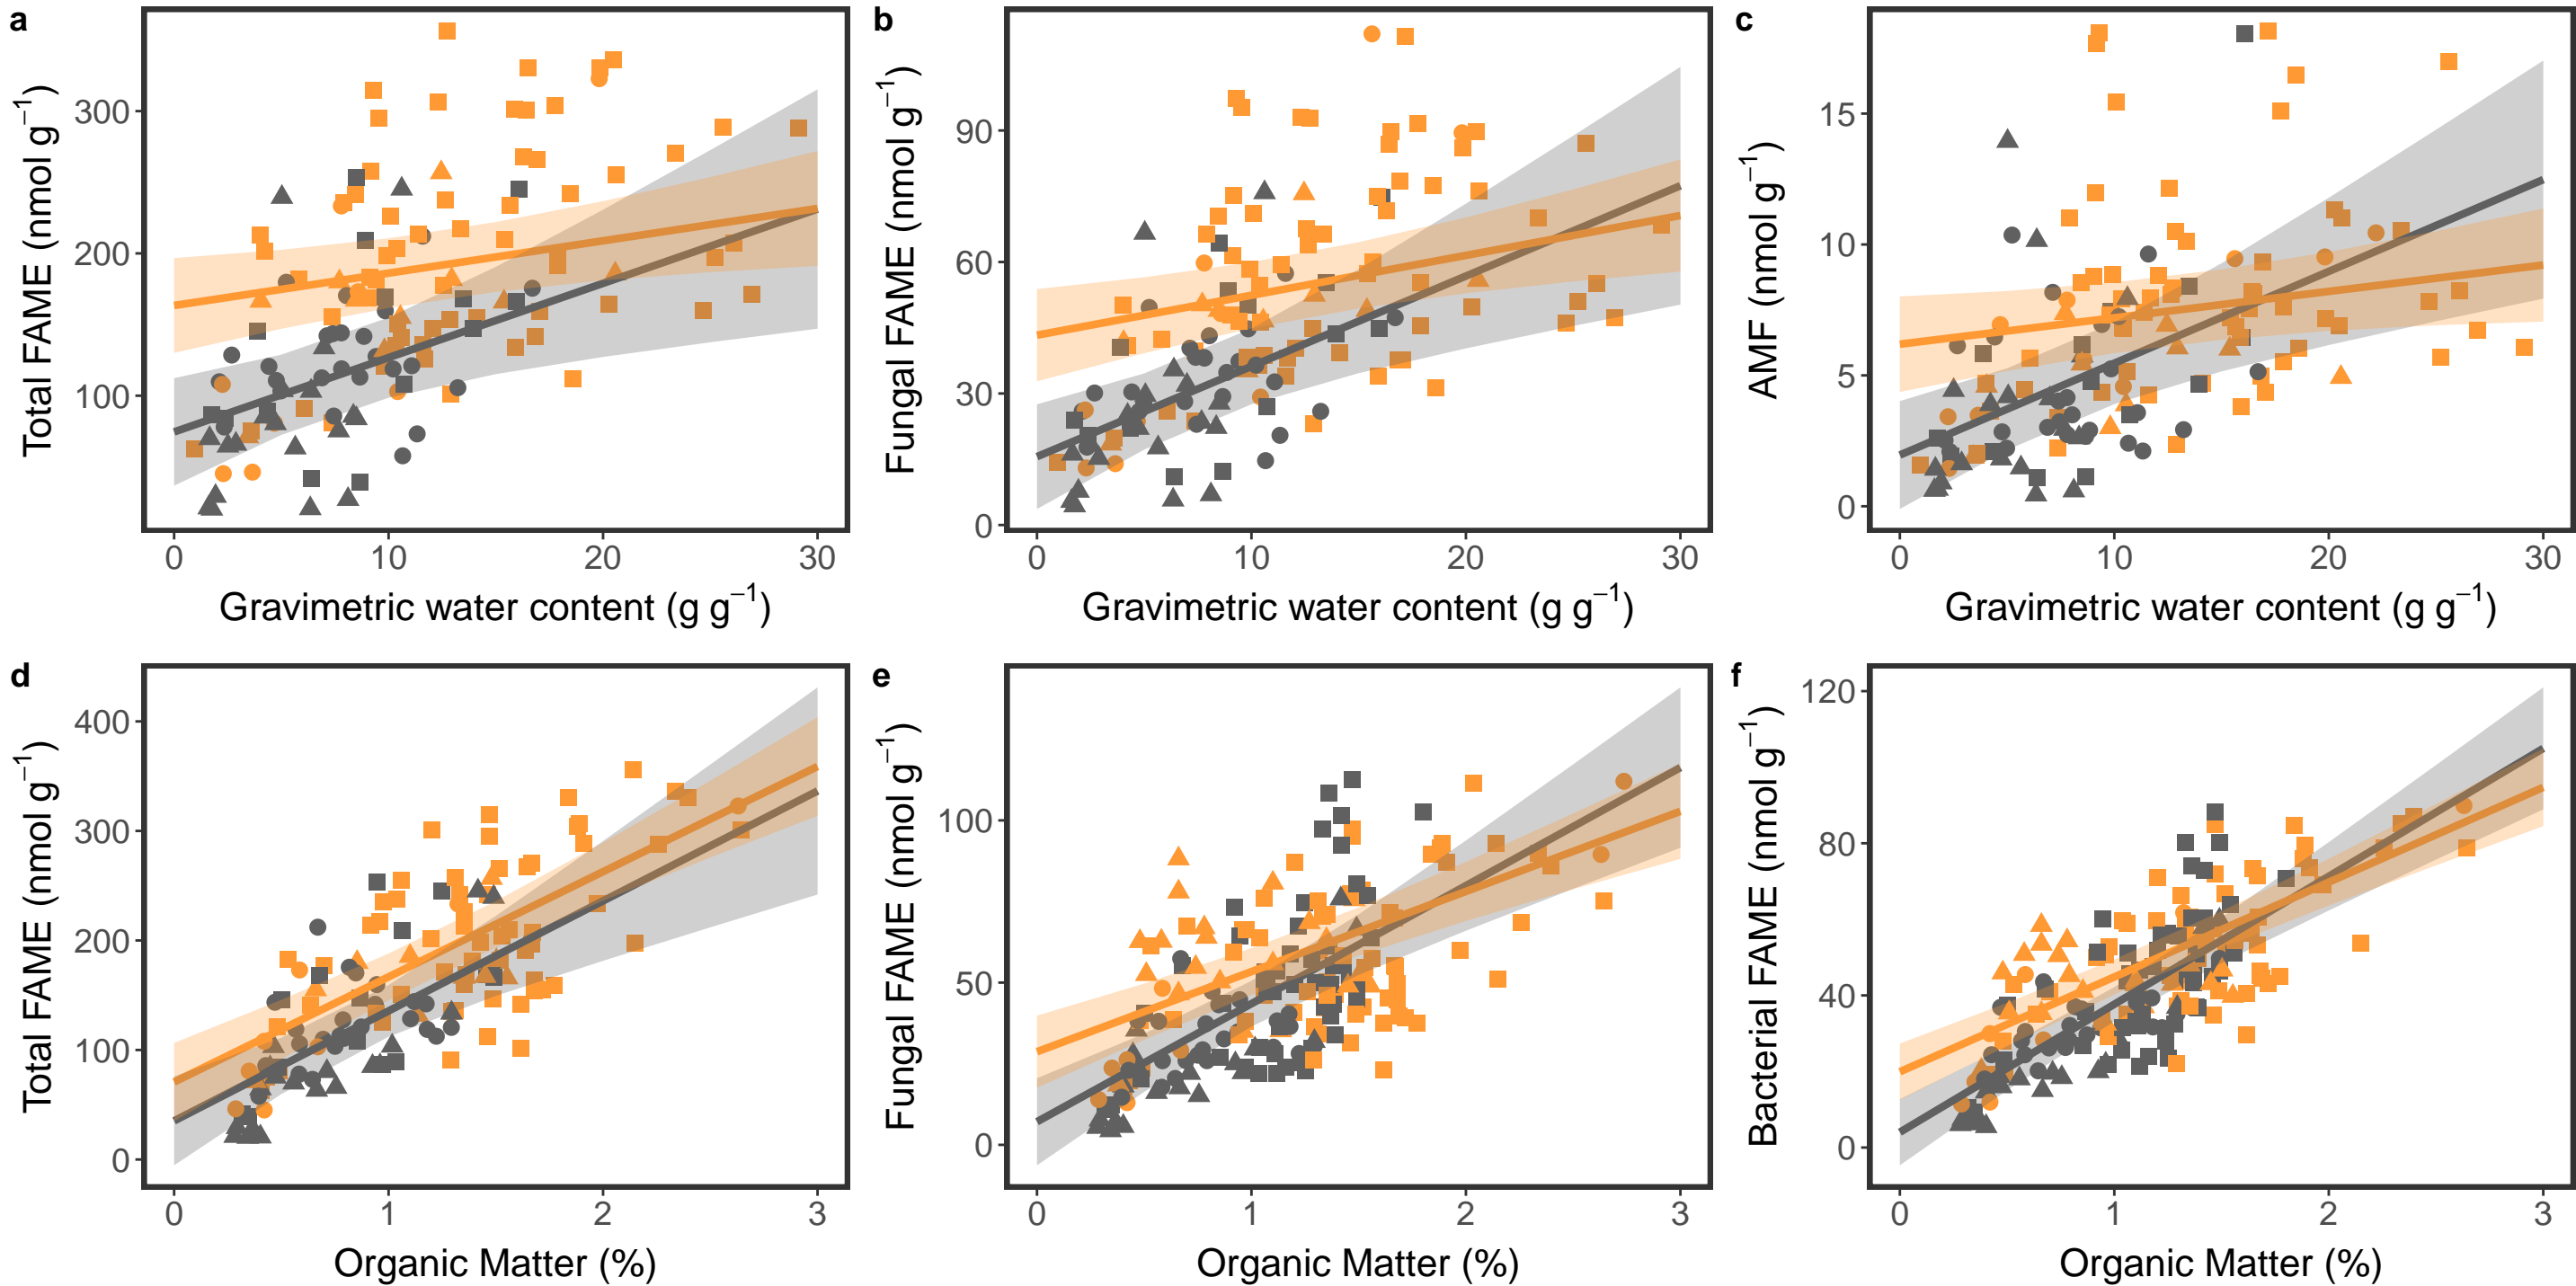 a
Total FAME (nmol g⁻¹)
300
200
100
0
10
20
30
Gravimetric water content (g g⁻¹)
b
Fungal FAME (nmol g⁻¹)
90
60
30
0
0
10
20
30
Gravimetric water content (g g⁻¹)
c
AMF (nmol g⁻¹)
15
10
5
0
0
10
20
30
Gravimetric water content (g g⁻¹)
d
Total FAME (nmol g⁻¹)
400
300
200
100
0
0
1
2
3
Organic Matter (%)
e
Fungal FAME (nmol g⁻¹)
100
50
0
0
1
2
3
Organic Matter (%)
f
Bacterial FAME (nmol g⁻¹)
120
80
40
0
0
1
2
3
Organic Matter (%)